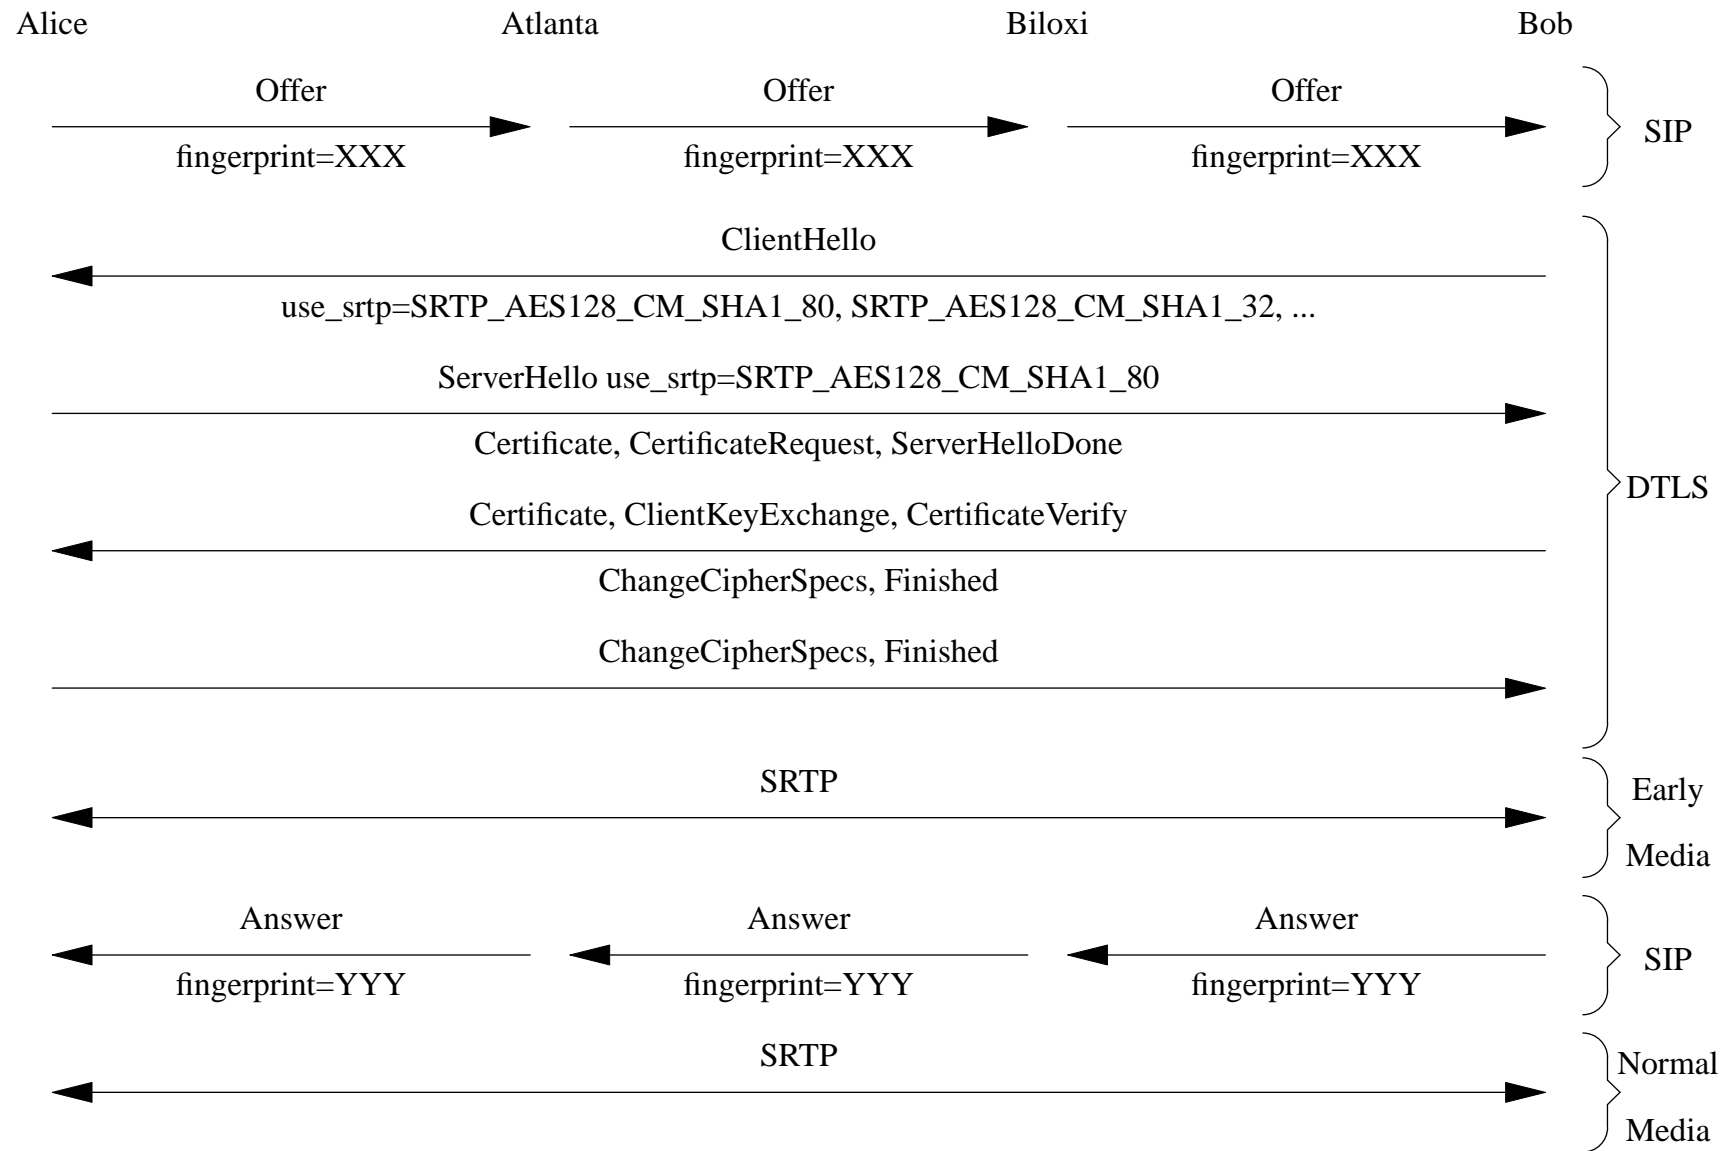 Alice Atlanta Biloxi Bob
Offer Offer Offer
SIP
fingerprint=XXX fingerprint=XXX fingerprint=XXX
ClientHello
use_srtp=SRTP_AES128_CM_SHA1_80, SRTP_AES128_CM_SHA1_32, ...
ServerHello use_srtp=SRTP_AES128_CM_SHA1_80
Certificate, CertificateRequest, ServerHelloDone
DTLS
Certificate, ClientKeyExchange, CertificateVerify
ChangeCipherSpecs, Finished
ChangeCipherSpecs, Finished
SRTP
Early
Media
Answer Answer Answer
SIP
fingerprint=YYY fingerprint=YYY fingerprint=YYY
SRTP
Normal
Media